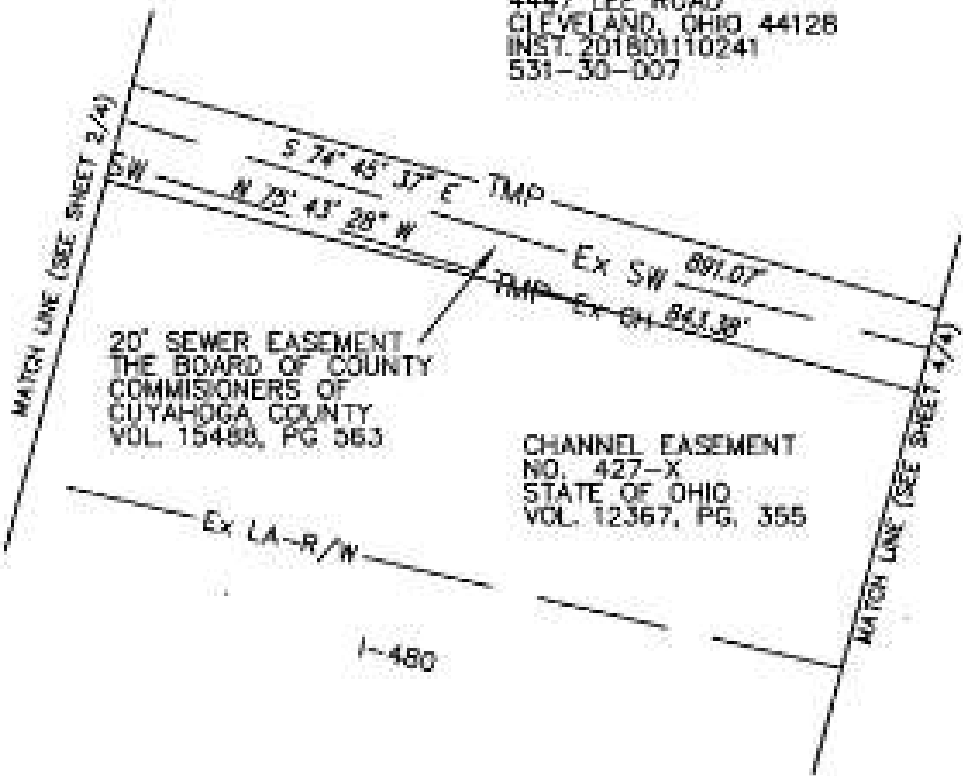 4447 LEE ROAD
CLEVELAND, OHIO 44128
INST. 201801110241
531-30-007
MATCH LINE (SEE SHEET 2/4)
S 74° 45' 37" E
TMP
SW
N 75° 43' 28" W
Ex SW
891.07'
TMP
Ex CH
843.38'
20' SEWER EASEMENT
THE BOARD OF COUNTY
COMMISIONERS OF
CUYAHOGA COUNTY
VOL. 15488, PG 563
CHANNEL EASEMENT
NO. 427-X
STATE OF OHIO
VOL. 12367, PG. 355
MATCH LINE (SEE SHEET 4/4)
Ex LA-R/W
I-480